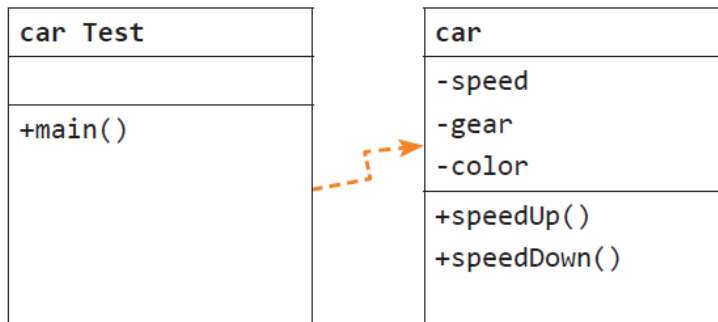 car Test
+main()
car
-speed
-gear
-color
+speedUp()
+speedDown()